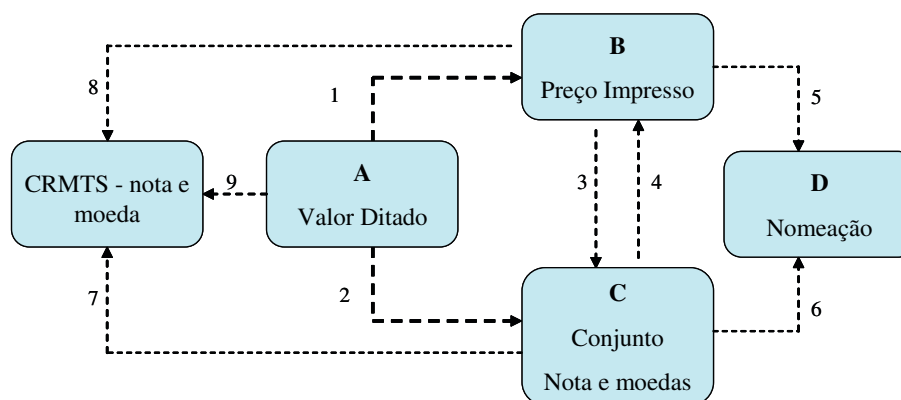 B
Preço Impresso
8
1
5
CRMTS - nota e
moeda
9
A
Valor Ditado
3
4
D
Nomeação
7
2
C
Conjunto
Nota e moedas
6